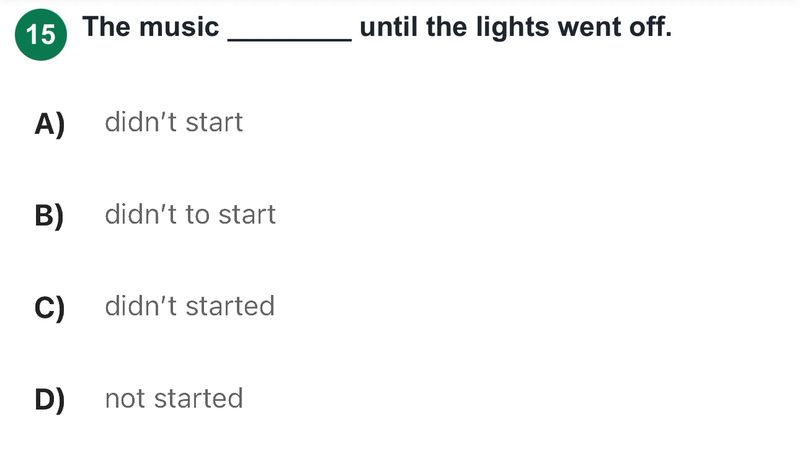 15 The music ________ until the lights went off.
A) didn't start
B) didn't to start
C) didn't started
D) not started